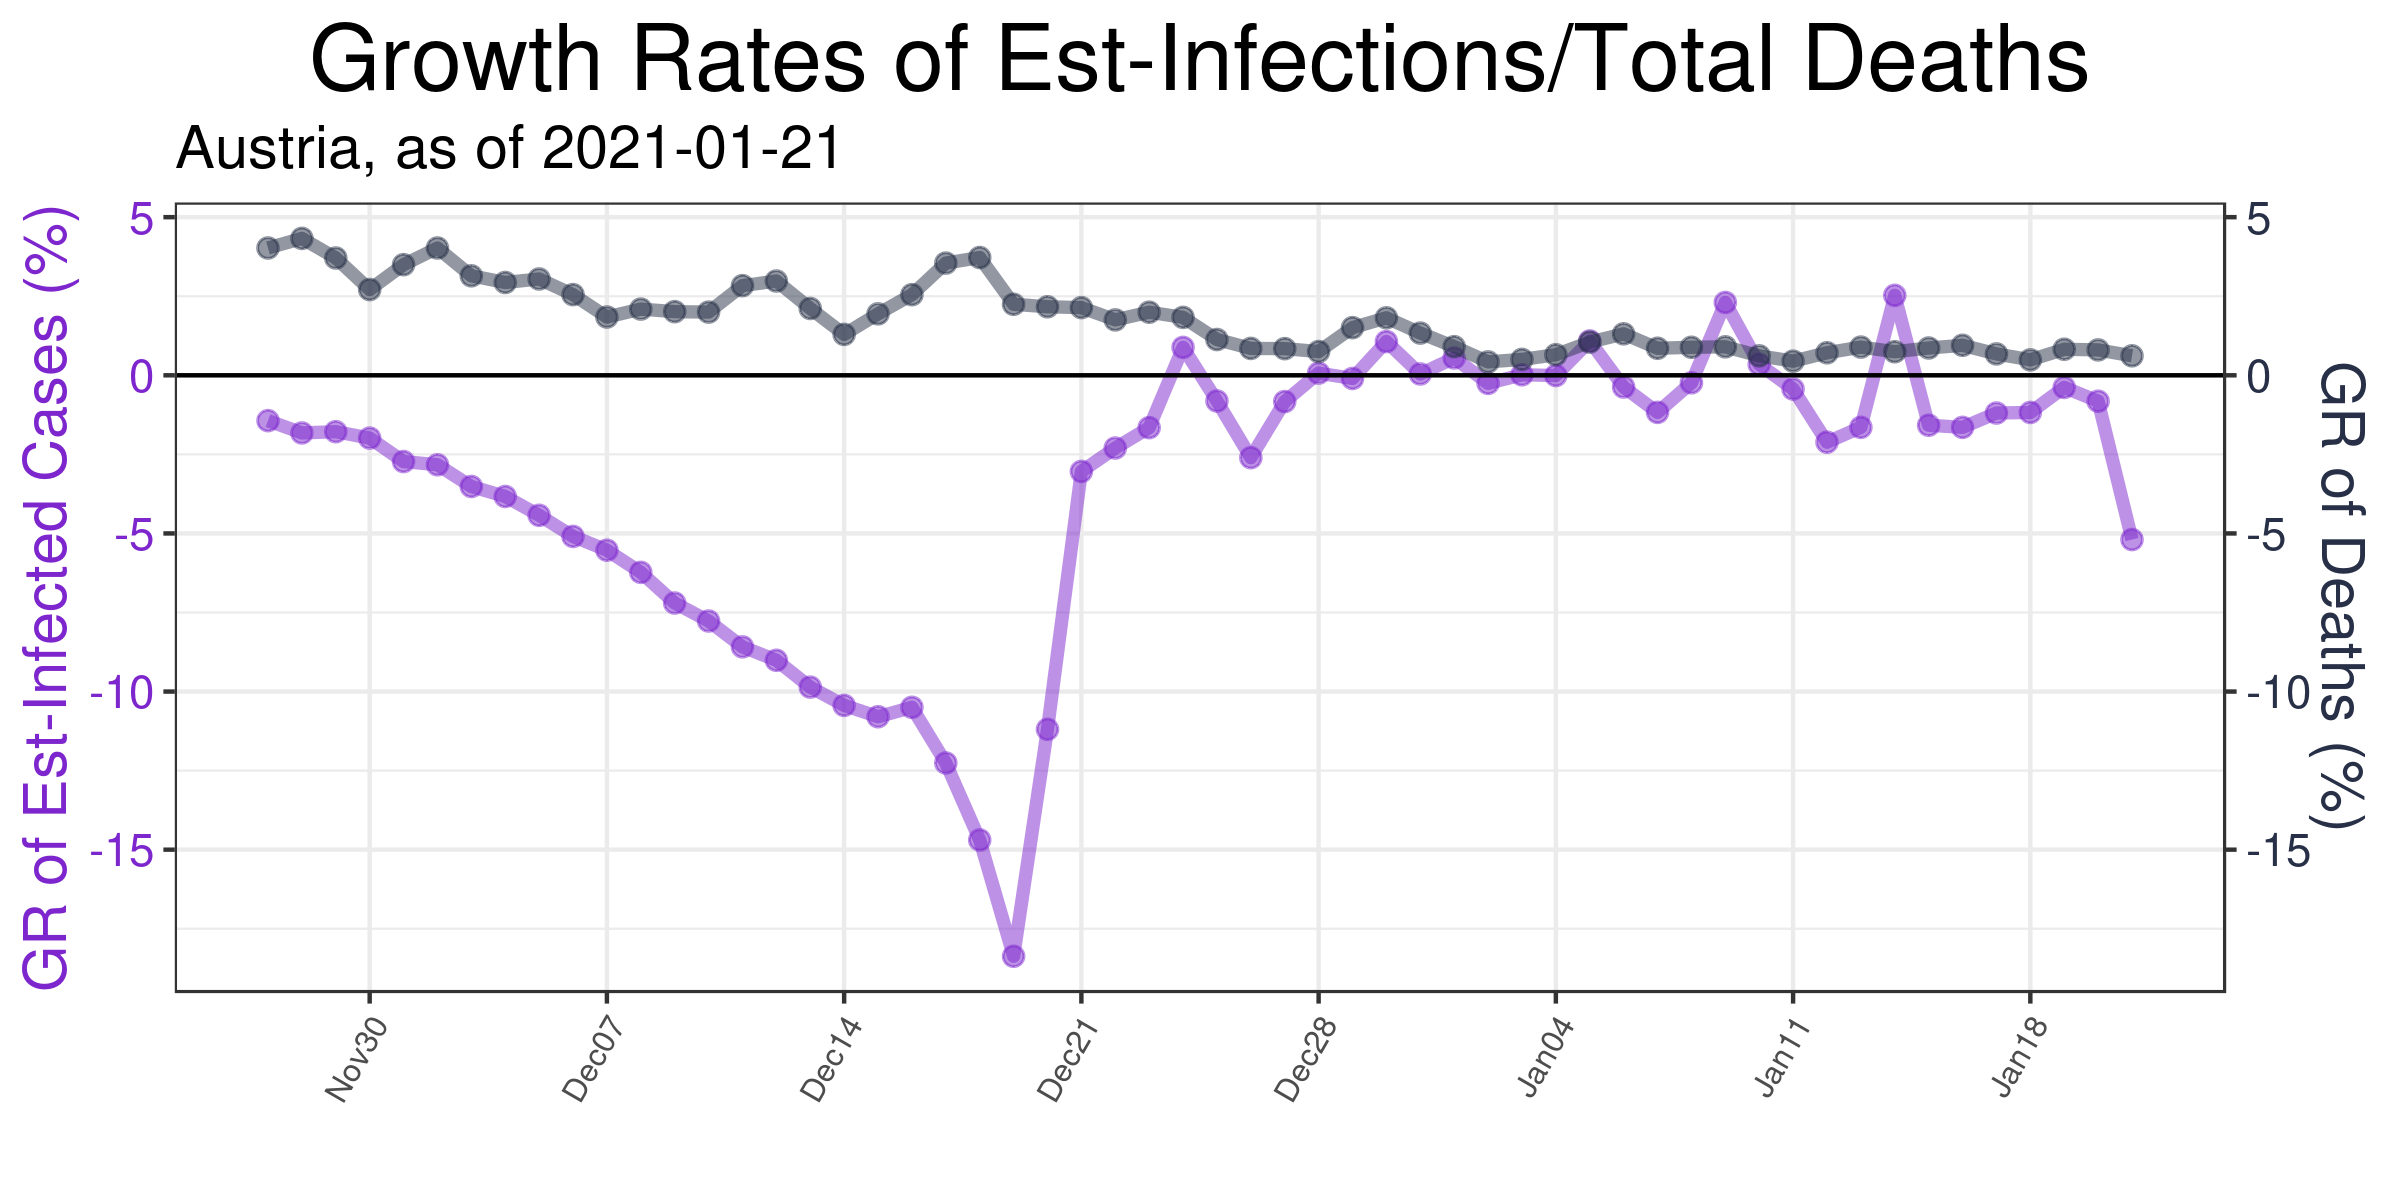 Growth Rates of Est-Infections/Total Deaths
Austria, as of 2021-01-21
GR of Est-Infected Cases (%)
5
0
-5
-10
-15
5
0
-5
-10
-15
GR of Deaths (%)
Nov30
Dec07
Dec14
Dec21
Dec28
Jan04
Jan11
Jan18